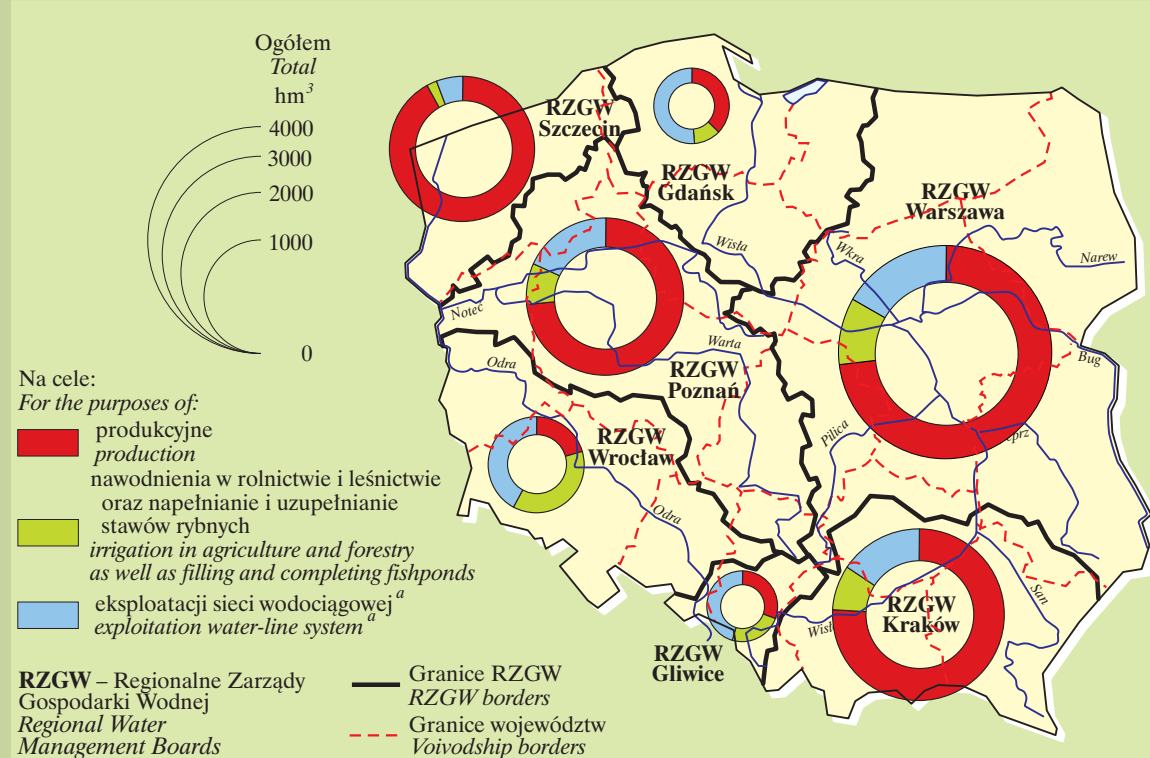 Ogółem
Total
hm³
4000
3000
2000
1000
0
Na cele:
For the purposes of:
produkcyjne
production
nawodnienia w rolnictwie i leśnictwie
oraz napełnianie i uzupełnianie
stawów rybnych
irrigation in agriculture and forestry
as well as filling and completing fishponds
eksploatacji sieci wodociągowej a
exploitation water-line system a
RZGW – Regionalne Zarządy
Gospodarki Wodnej
Regional Water
Management Boards
Granice RZGW
RZGW borders
Granice województw
Voivodship borders
RZGW
Szczecin
RZGW
Gdańsk
RZGW
Warszawa
Wisła
Wkra
Narew
Noteć
Warta
Bug
Odra
RZGW
Poznań
Pilica
RZGW
Wrocław
Odra
San
RZGW
Kraków
RZGW
Gliwice